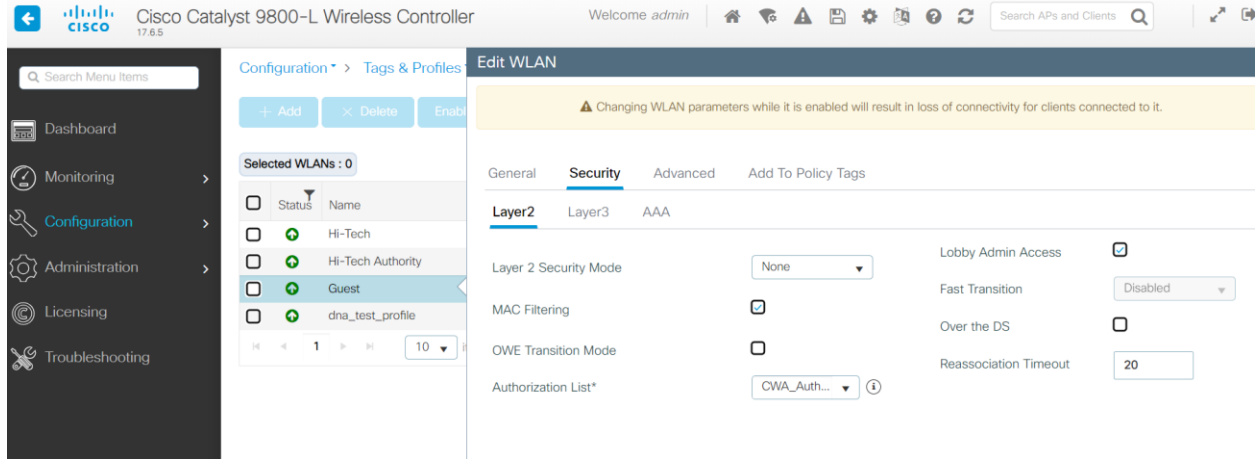 CISCO
Cisco Catalyst 9800-L Wireless Controller
17.6.5
Welcome admin
Search APs and Clients
Search Menu Items
Dashboard
Monitoring
Configuration
Administration
Licensing
Troubleshooting
Configuration > Tags & Profiles
+ Add
× Delete
Selected WLANs : 0
Status Name
Hi-Tech
Hi-Tech Authority
Guest
dna_test_profile
1
10
Edit WLAN
Changing WLAN parameters while it is enabled will result in loss of connectivity for clients connected to it.
General Security Advanced Add To Policy Tags
Layer2 Layer3 AAA
Layer 2 Security Mode None
MAC Filtering
OWE Transition Mode
Authorization List* CWA_Auth...
Lobby Admin Access
Fast Transition Disabled
Over the DS
Reassociation Timeout 20